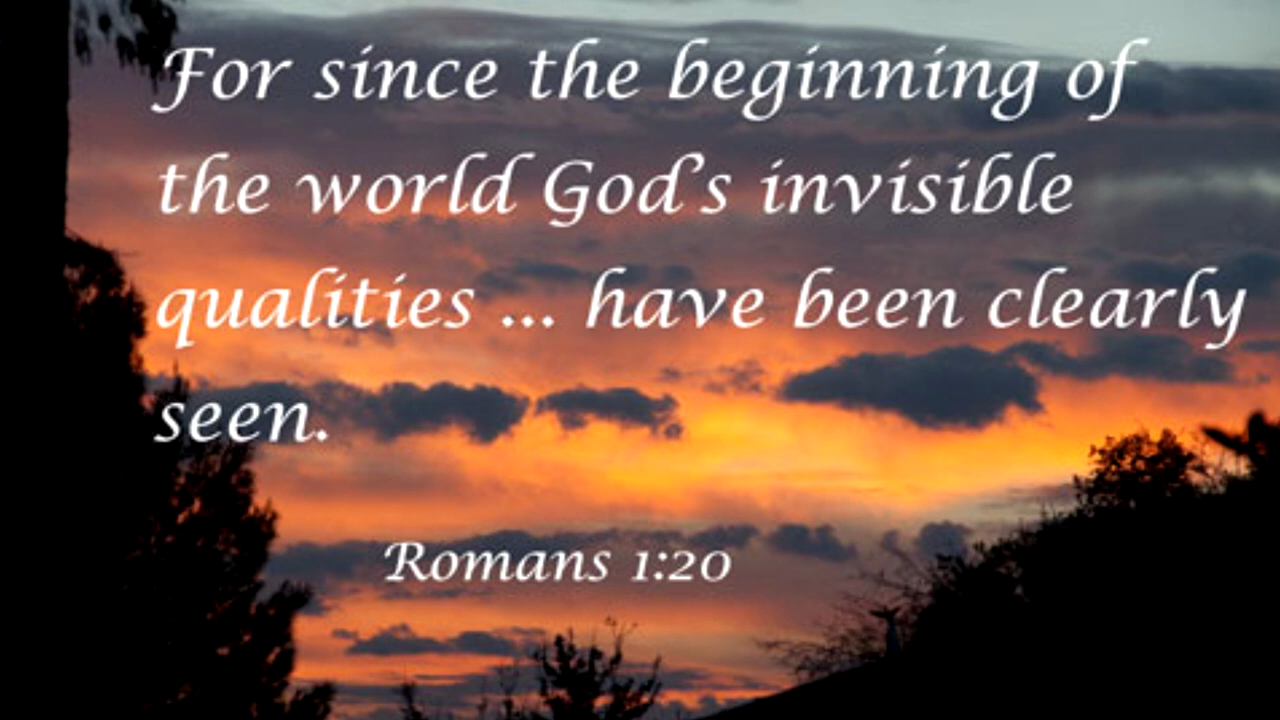 For since the beginning of
the world God's invisible
qualities ... have been clearly
seen.
Romans 1:20